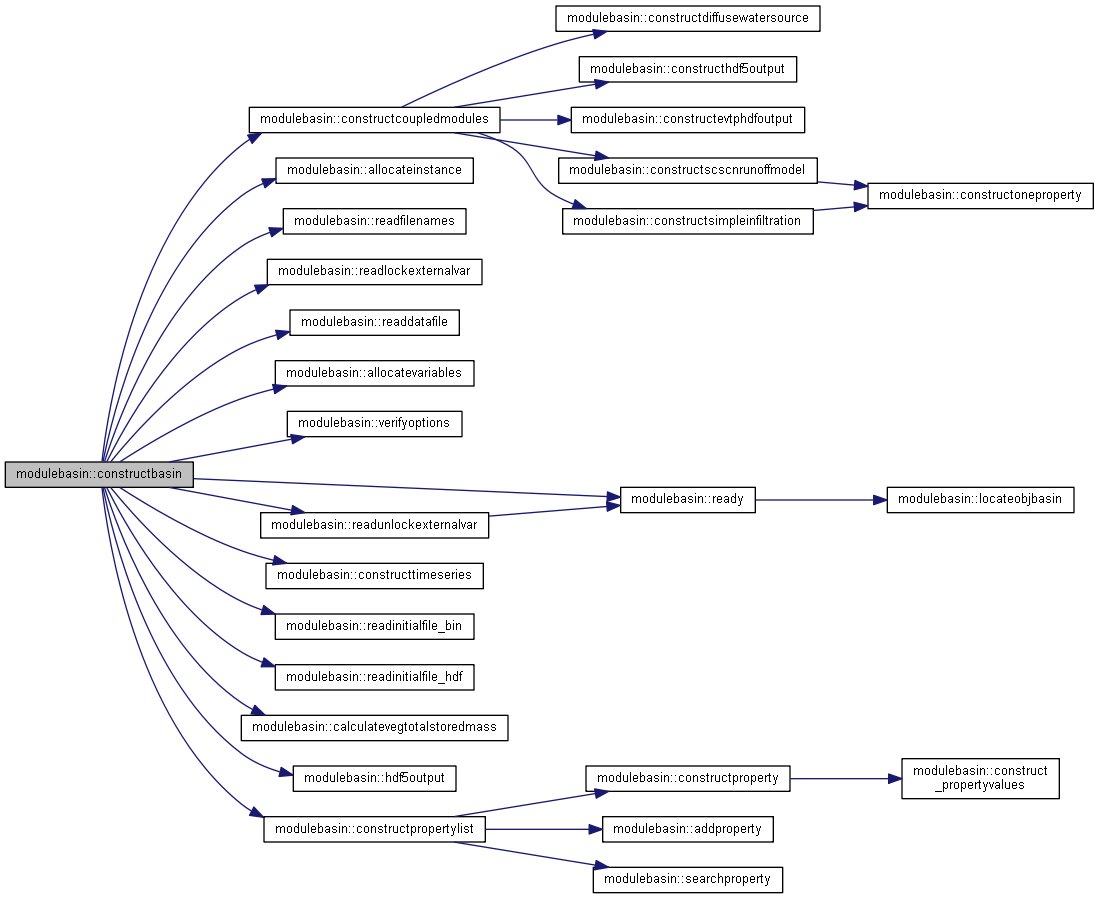 modulebasin::constructdiffusewatersource
modulebasin::constructhdf5output
modulebasin::constructcoupledmodules
modulebasin::constructevtphdfoutput
modulebasin::allocateinstance
modulebasin::constructscscnrunoffmodel
modulebasin::constructoneproperty
modulebasin::readfilenames
modulebasin::constructsimpleinfiltration
modulebasin::readlockexternalvar
modulebasin::readdatafile
modulebasin::allocatevariables
modulebasin::verifyoptions
modulebasin::constructbasin
modulebasin::ready
modulebasin::locateobjbasin
modulebasin::readunlockexternalvar
modulebasin::constructtimeseries
modulebasin::readinitialfile_bin
modulebasin::readinitialfile_hdf
modulebasin::calculatevegtotalstoredmass
modulebasin::hdf5output
modulebasin::constructproperty
modulebasin::construct
_propertyvalues
modulebasin::constructpropertylist
modulebasin::addproperty
modulebasin::searchproperty